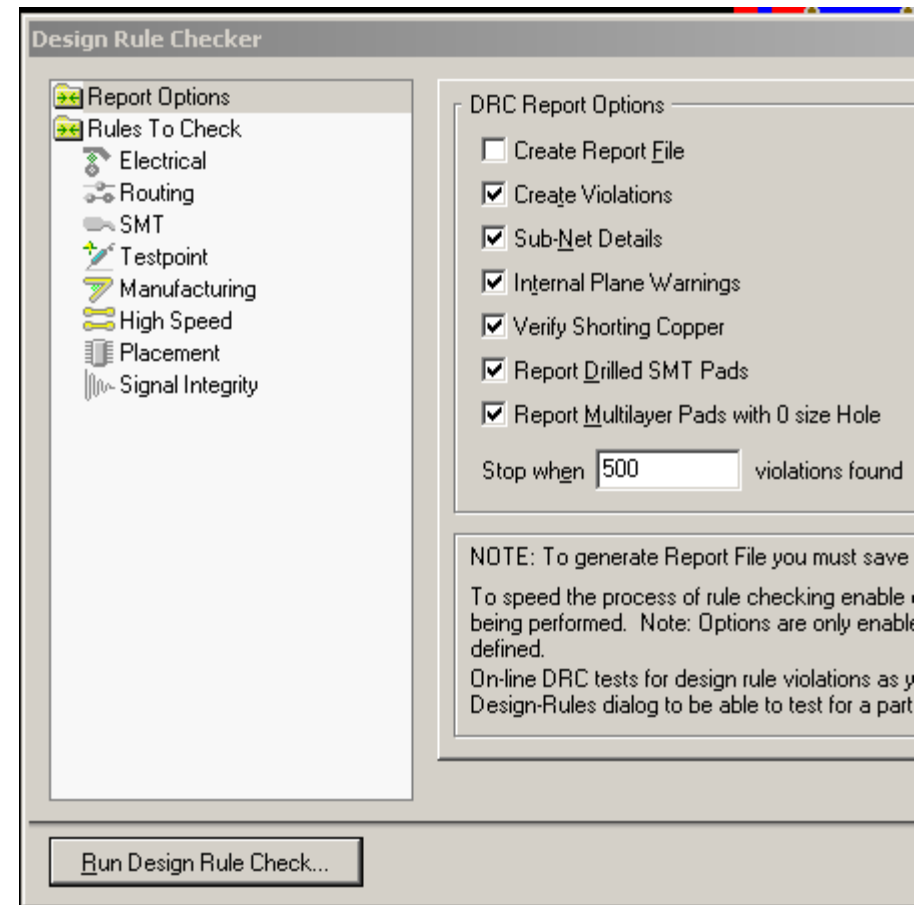 Design Rule Checker
Report Options
Rules To Check
Electrical
Routing
SMT
Testpoint
Manufacturing
High Speed
Placement
Signal Integrity
DRC Report Options
Create Report File
Create Violations
Sub-Net Details
Internal Plane Warnings
Verify Shorting Copper
Report Drilled SMT Pads
Report Multilayer Pads with 0 size Hole
Stop when 500 violations found
NOTE: To generate Report File you must save
To speed the process of rule checking enable
being performed. Note: Options are only enable
defined.
On-line DRC tests for design rule violations as y
Design-Rules dialog to be able to test for a part
Run Design Rule Check...